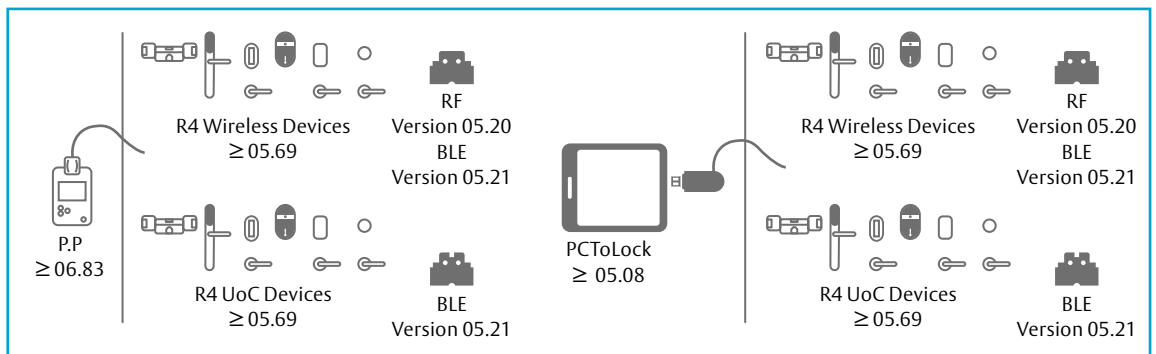 R4 Wireless Devices
≥ 05.69
RF
Version 05.20
BLE
Version 05.21
P.P
≥ 06.83
R4 UoC Devices
≥ 05.69
BLE
Version 05.21
PCToLock
≥ 05.08
R4 Wireless Devices
≥ 05.69
RF
Version 05.20
BLE
Version 05.21
R4 UoC Devices
≥ 05.69
BLE
Version 05.21